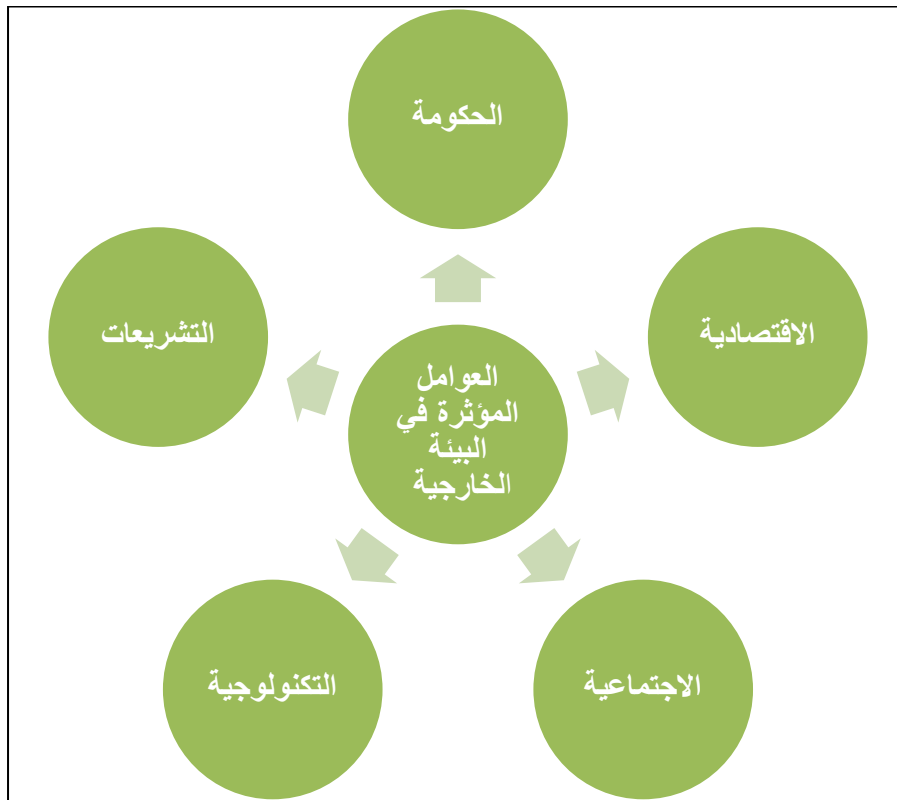 الحكومة
الاقتصادية
التشريعات
العوامل
المؤثرة في
البيئة
الخارجية
الاجتماعية
التكنولوجية